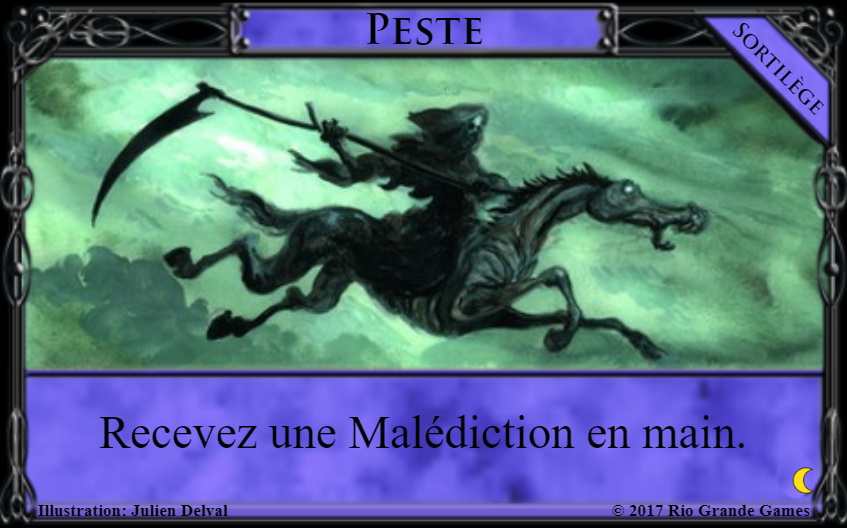 Peste
Sortilège
Recevez une Malédiction en main.
Illustration: Julien Delval
© 2017 Rio Grande Games